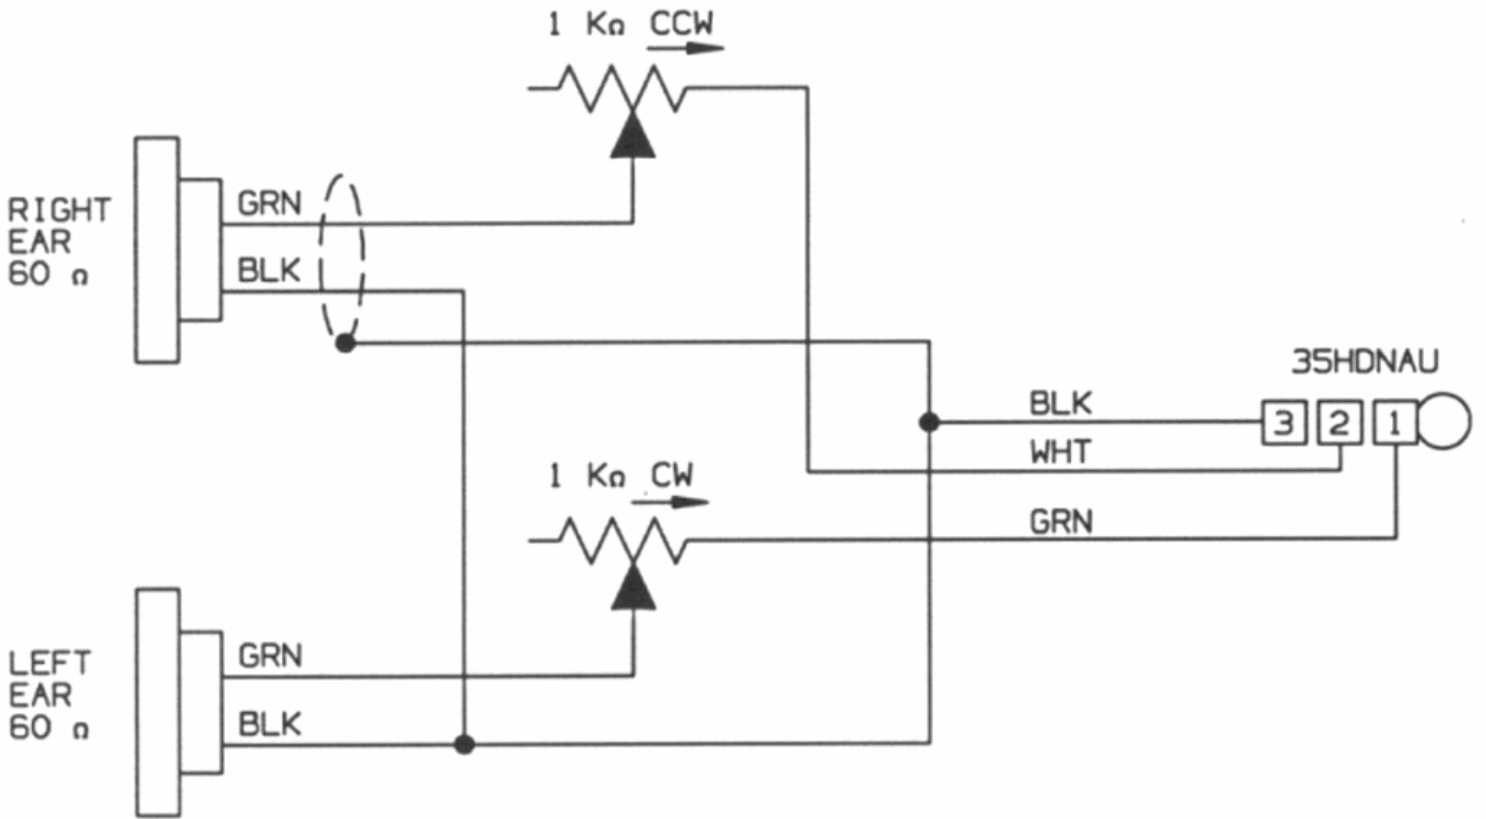 1 KΩ CCW
RIGHT
EAR
60 Ω
GRN
BLK
35HDNAU
BLK
3 2 1
WHT
1 KΩ CW
GRN
LEFT
EAR
60 Ω
GRN
BLK